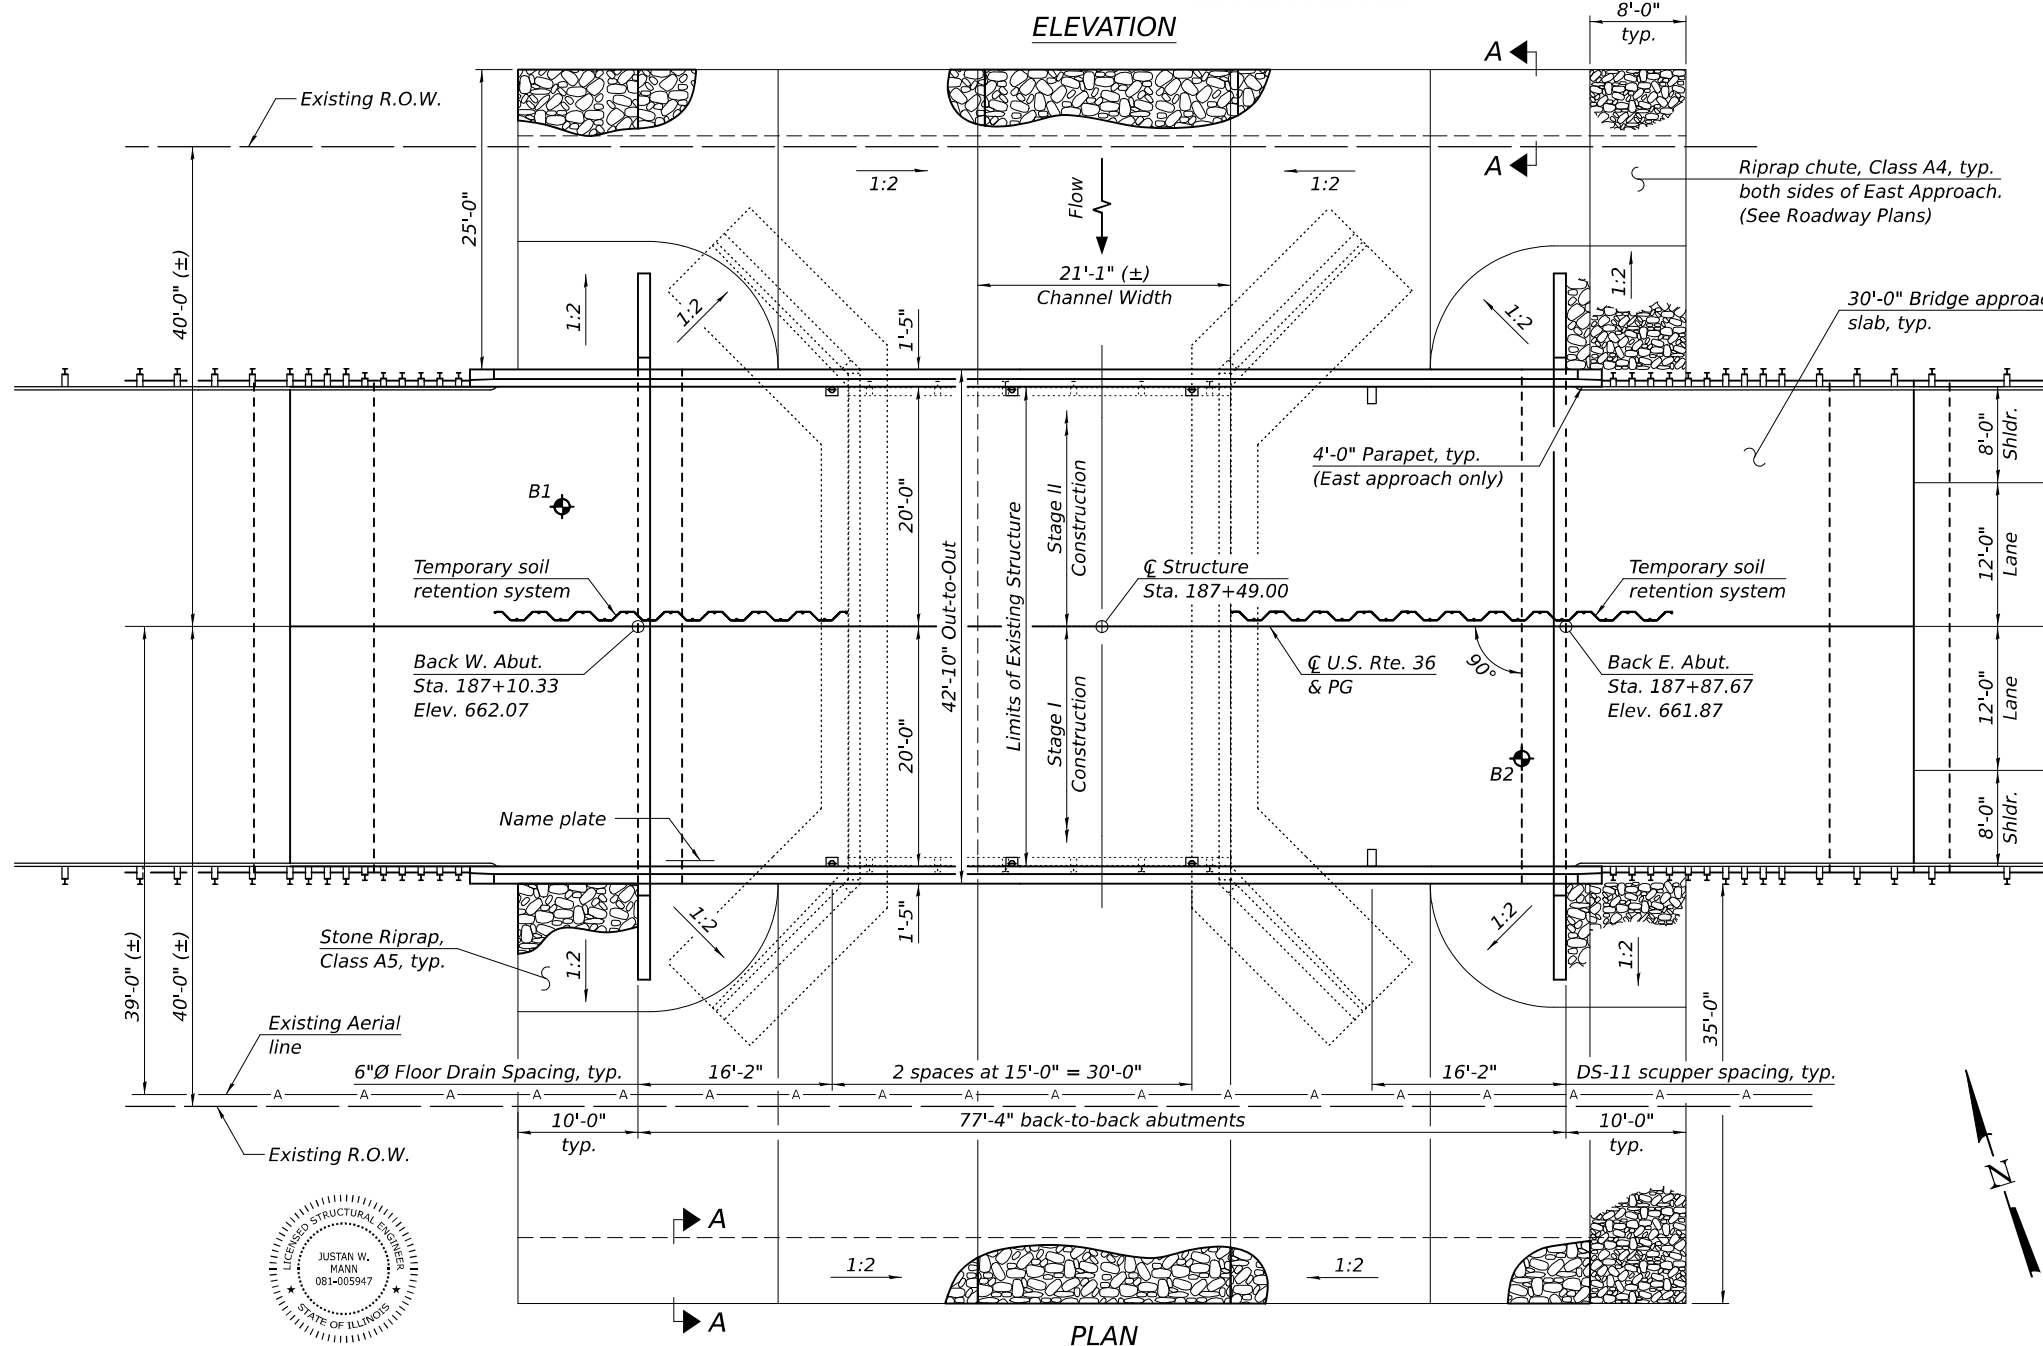 ELEVATION
8'-0"
typ.
A
Existing R.O.W.
A
1:2
1:2
Riprap chute, Class A4, typ.
both sides of East Approach.
(See Roadway Plans)
Flow
25'-0"
40'-0" (±)
21'-1" (±)
Channel Width
1:2
1:2
1:2
1:2
30'-0" Bridge approac
slab, typ.
1'-5"
4'-0" Parapet, typ.
(East approach only)
8'-0"
Shldr.
B1
20'-0"
Stage II
Construction
Limits of Existing Structure
42'-10" Out-to-Out
12'-0"
Lane
Temporary soil
retention system
℄ Structure
Sta. 187+49.00
Temporary soil
retention system
Back W. Abut.
Sta. 187+10.33
Elev. 662.07
℄ U.S. Rte. 36
& PG
90°
Back E. Abut.
Sta. 187+87.67
Elev. 661.87
12'-0"
Lane
20'-0"
Stage I
Construction
B2
Name plate
8'-0"
Shldr.
1:2
1:2
1:2
1:2
1'-5"
Stone Riprap,
Class A5, typ.
39'-0" (±)
40'-0" (±)
35'-0"
Existing Aerial
line
6"Ø Floor Drain Spacing, typ.
16'-2"
2 spaces at 15'-0" = 30'-0"
16'-2"
DS-11 scupper spacing, typ.
A A A A A A A A A A A A A A A A A A
10'-0"
typ.
77'-4" back-to-back abutments
10'-0"
typ.
Existing R.O.W.
N
LICENSED STRUCTURAL ENGINEER
JUSTAN W.
MANN
081-005947
STATE OF ILLINOIS
A
1:2
1:2
A
PLAN